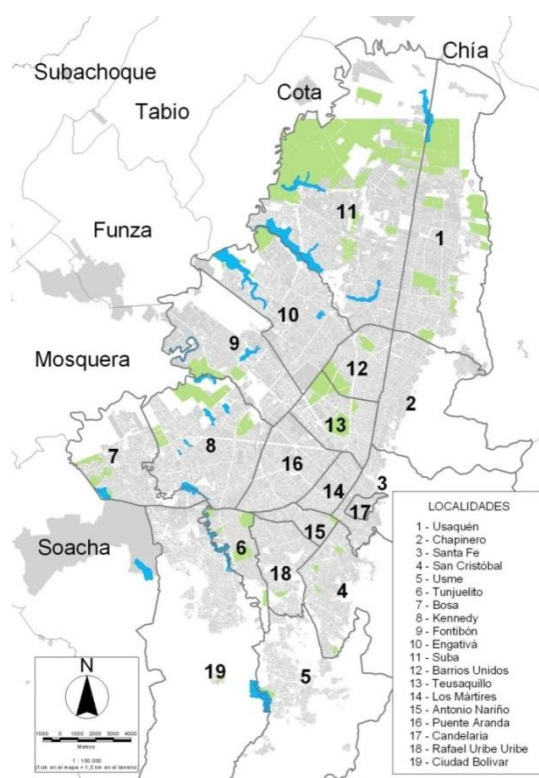 Chía
Subachoque
Cota
Tabio
11
1
Funza
10
Mosquera
9
12
2
13
7
8
16
3
14
17
Soacha
15
6
18
4
19
5
LOCALIDADES
1 - Usaquén
2 - Chapinero
3 - Santa Fe
4 - San Cristóbal
5 - Usme
6 - Tunjuelito
7 - Bosa
8 - Kennedy
9 - Fontibón
10 - Engativá
11 - Suba
12 - Barrios Unidos
13 - Teusaquillo
14 - Los Mártires
15 - Antonio Nariño
16 - Puente Aranda
17 - Candelaria
18 - Rafael Uribe Uribe
19 - Ciudad Bolivar
N
1000 0 1000 2000 3000 4000
Metros